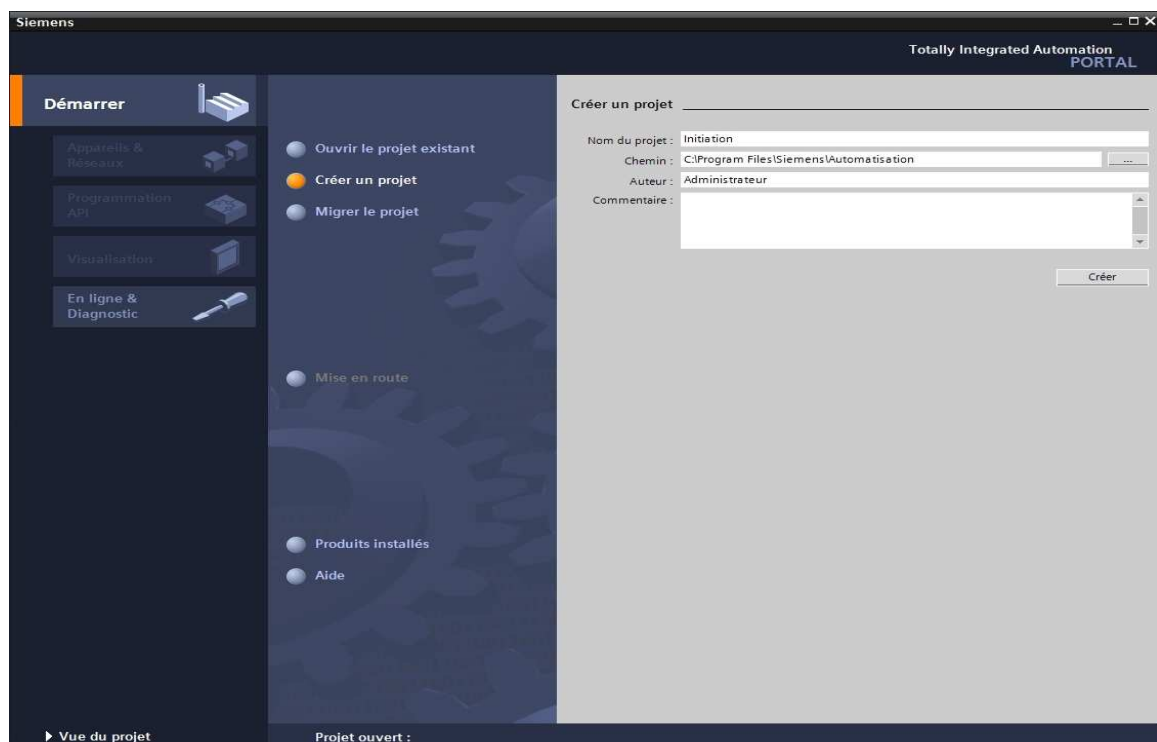 Siemens
Totally Integrated Automation
PORTAL
Démarrer
Appareils &
Réseaux
Programmation
API
Visualisation
En ligne &
Diagnostic
Ouvrir le projet existant
Créer un projet
Migrer le projet
Mise en route
Produits installés
Aide
Créer un projet
Nom du projet : Initiation
Chemin : C:\Program Files\Siemens\Automatisation ...
Auteur : Administrateur
Commentaire :
Créer
Vue du projet
Projet ouvert :